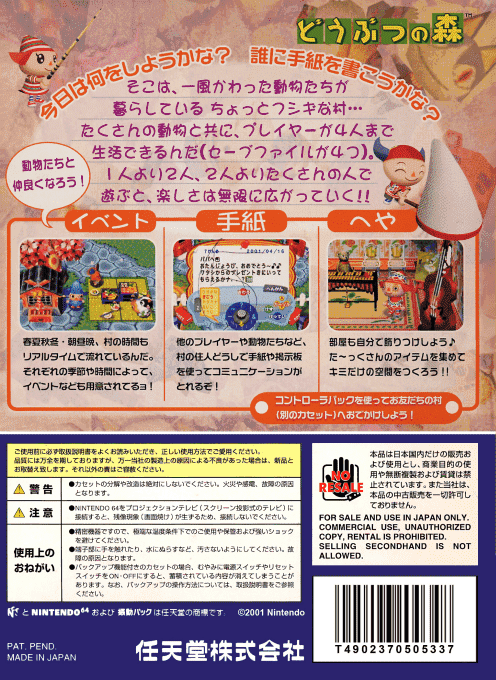 どうぶつの森™
今日は何をしようかな?
誰に手紙を書こうかな?
そこは、一風かわった動物たちが
暮らしている ちょっとフシギな村…
たくさんの動物と共に、プレイヤーが4人まで
生活できるんだ(セーブファイルが4つ)。
1人より2人、2人よりたくさんの人で
遊ぶと、楽しさは無限に広がっていく!!
動物たちと
仲良くなろう!
イベント
春夏秋冬・朝昼晩、村の時間も
リアルタイムで流れているんだ。
それぞれの季節や時間によって、
イベントなども用意されてるヨ!
手紙
2001/04/16
他のプレイヤーや動物たちなど、
村の住人どうしで手紙や掲示板
を使ってコミュニケーションが
とれるぞ!
へや
部屋も自分で飾りつけしよう♪
た～っくさんのアイテムを集めて
キミだけの空間をつくろう!!
コントローラパックを使ってお友だちの村
(別のカセット)へおでかけしよう!
ご使用前に必ず取扱説明書をよくお読みいただき、正しい使用方法でご愛用ください。
品質には万全を期しておりますが、万一当社の製造上の原因による不良があった場合は、新品と
お取替え致します。それ以外の責はご容赦ください。
警告
●カセットの分解や改造は絶対にしないでください。火災や感電、故障の原因
となります。
注意
●NINTENDO 64をプロジェクションテレビ(スクリーン投影式のテレビ)に
接続すると、残像現象(画面焼け)が生ずるため、接続しないでください。
使用上の
おねがい
●精密機器ですので、極端な温度条件下でのご使用や保管および強いショック
を避けてください。
●端子部に手を触れたり、水にぬらすなど、汚さないようにしてください。故
障の原因となります。
●バックアップ機能付きのカセットの場合、むやみに電源スイッチやリセット
スイッチをON・OFFにすると、蓄積されている内容が消えてしまうことが
あります。なお、バックアップの操作方法については、取扱説明書をご参照
ください。
NO
RESALE
本品は日本国内だけの販売お
よび使用とし、商業目的の使
用や無断複製および賃貸は禁
止されています。また当社は、
本品の中古販売を一切許可し
ておりません。
FOR SALE AND USE IN JAPAN ONLY.
COMMERCIAL USE, UNAUTHORIZED
COPY, RENTAL IS PROHIBITED.
SELLING SECONDHAND IS NOT
ALLOWED.
と NINTENDO64 および 振動パック は任天堂の商標です。 ©2001 Nintendo
PAT. PEND.
MADE IN JAPAN
任天堂株式会社
T4902370505337